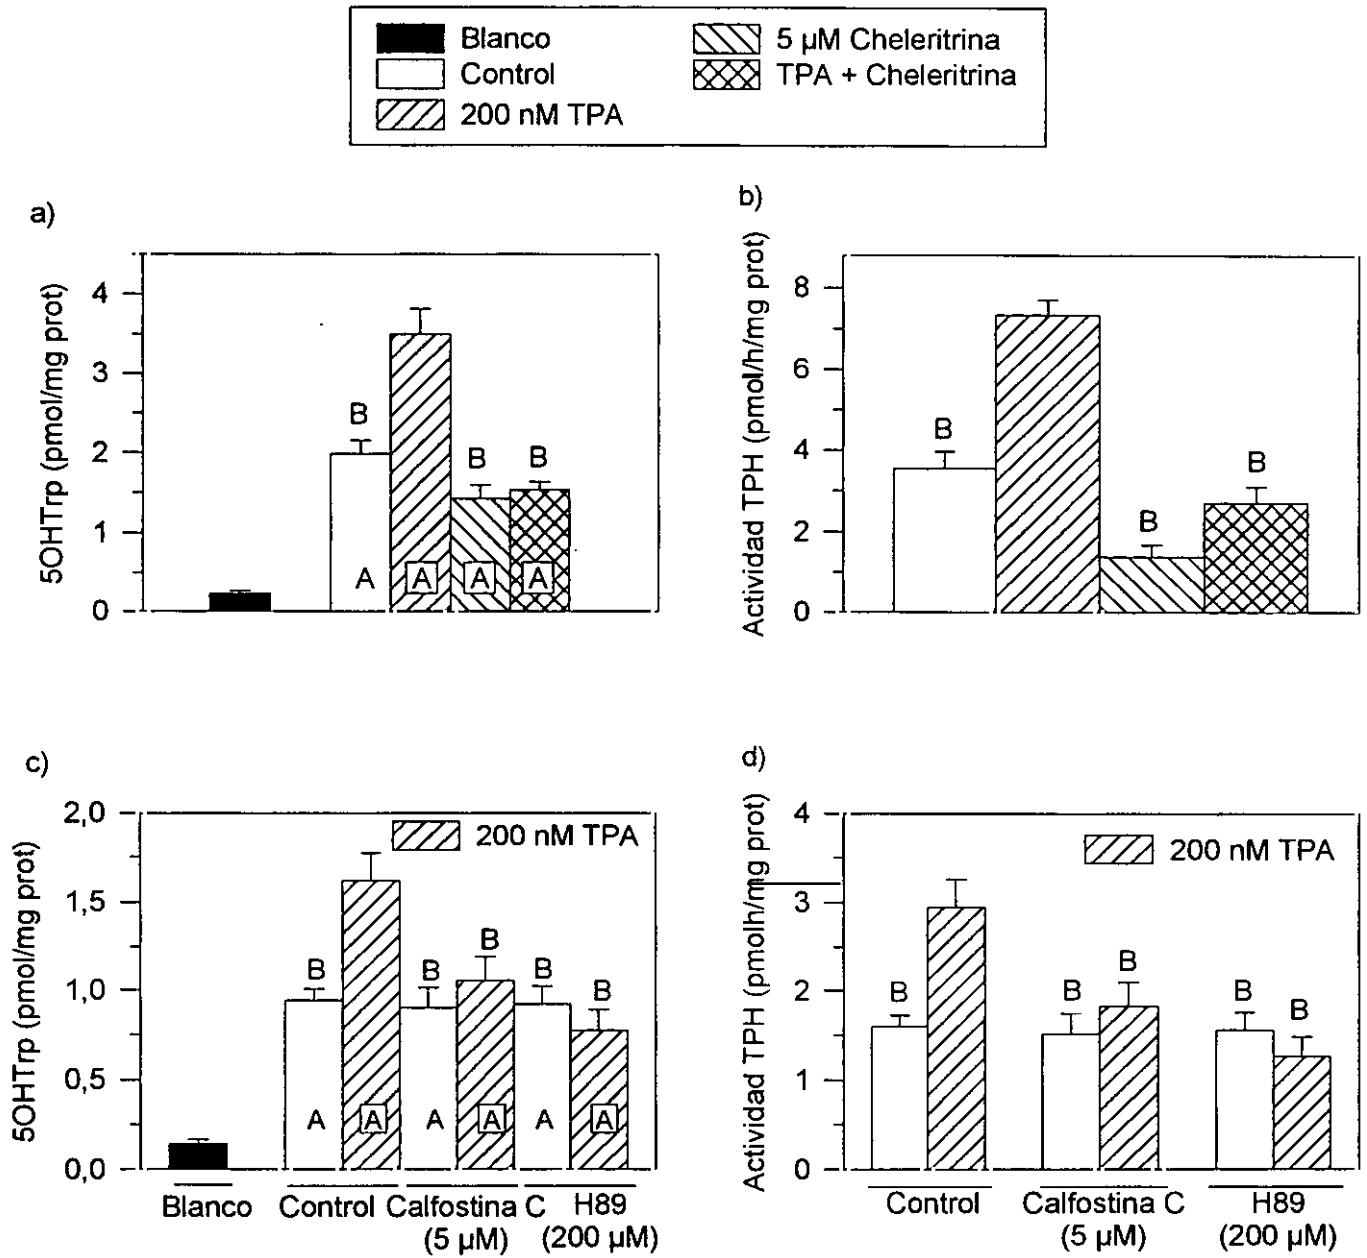 Blanco
Control
200 nM TPA
5 µM Cheleritrina
TPA + Cheleritrina
a)
5OHTrp (pmol/mg prot)
4
3
2
1
0
B
B
B
A
A
A
A
b)
Actividad TPH (pmol/h/mg prot)
8
6
4
2
0
B
B
B
c)
5OHTrp (pmol/mg prot)
2,0
1,5
1,0
0,5
0,0
200 nM TPA
B
B
B
B
B
A
A
A
A
A
A
Blanco
Control
Calfostina C
(5 µM)
H89
(200 µM)
d)
Actividad TPH (pmolh/mg prot)
4
3
2
1
0
200 nM TPA
B
B
B
B
B
Control
Calfostina C
(5 µM)
H89
(200 µM)